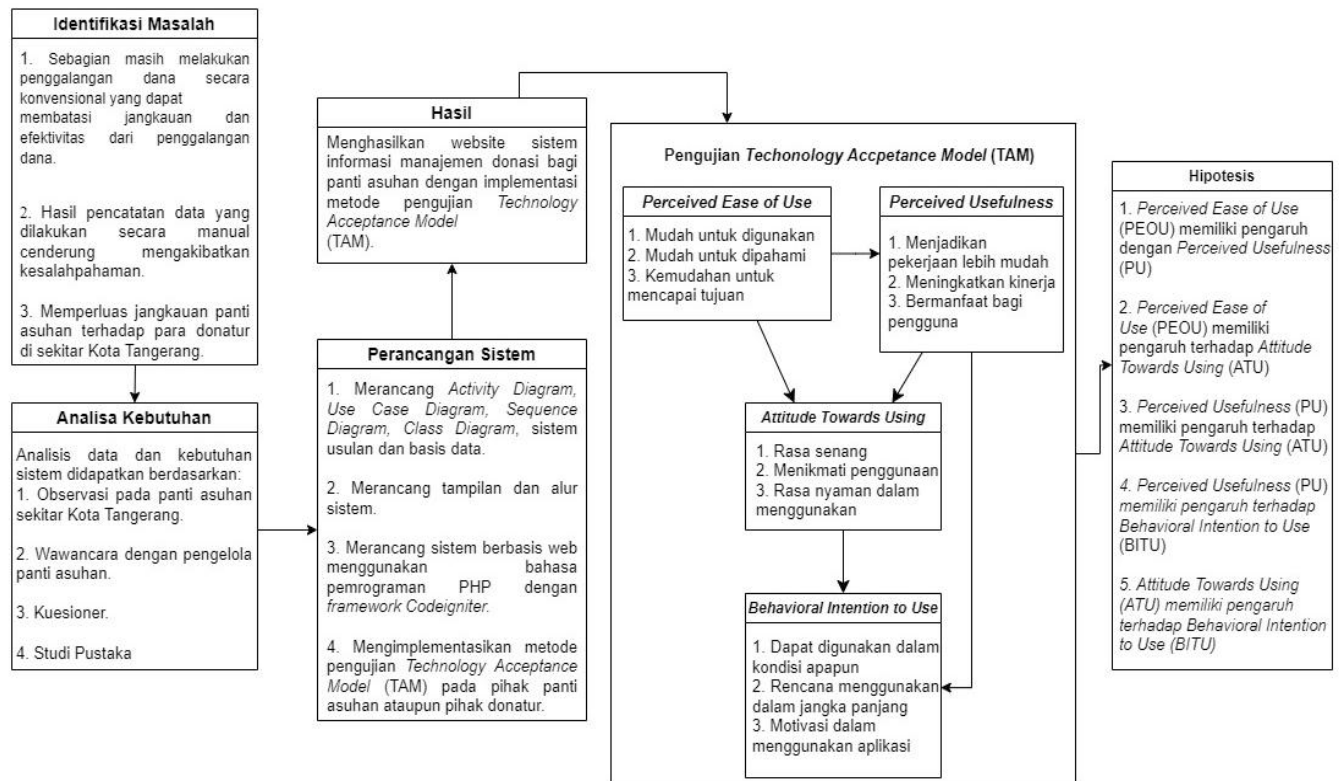 Identifikasi Masalah
1. Sebagian masih melakukan
penggalangan dana secara
konvensional yang dapat
membatasi jangkauan dan
efektivitas dari penggalangan
dana.
2. Hasil pencatatan data yang
dilakukan secara manual
cenderung mengakibatkan
kesalahpahaman.
3. Memperluas jangkauan panti
asuhan terhadap para donatur
di sekitar Kota Tangerang.
Analisa Kebutuhan
Analisis data dan kebutuhan
sistem didapatkan berdasarkan:
1. Observasi pada panti asuhan
sekitar Kota Tangerang.
2. Wawancara dengan pengelola
panti asuhan.
3. Kuesioner.
4. Studi Pustaka
Perancangan Sistem
1. Merancang Activity Diagram,
Use Case Diagram, Sequence
Diagram, Class Diagram, sistem
usulan dan basis data.
2. Merancang tampilan dan alur
sistem.
3. Merancang sistem berbasis web
menggunakan bahasa
pemrograman PHP dengan
framework Codeigniter.
4. Mengimplementasikan metode
pengujian Technology Acceptance
Model (TAM) pada pihak panti
asuhan ataupun pihak donatur.
Hasil
Menghasilkan website sistem
informasi manajemen donasi bagi
panti asuhan dengan implementasi
metode pengujian Technology
Acceptance Model
(TAM).
Pengujian Techonology Accpetance Model (TAM)
Perceived Ease of Use
1. Mudah untuk digunakan
2. Mudah untuk dipahami
3. Kemudahan untuk
mencapai tujuan
Perceived Usefulness
1. Menjadikan
pekerjaan lebih mudah
2. Meningkatkan kinerja
3. Bermanfaat bagi
pengguna
Attitude Towards Using
1. Rasa senang
2. Menikmati penggunaan
3. Rasa nyaman dalam
menggunakan
Behavioral Intention to Use
1. Dapat digunakan dalam
kondisi apapun
2. Rencana menggunakan
dalam jangka panjang
3. Motivasi dalam
menggunakan aplikasi
Hipotesis
1. Perceived Ease of Use
(PEOU) memiliki pengaruh
dengan Perceived Usefulness
(PU)
2. Perceived Ease of
Use (PEOU) memiliki
pengaruh terhadap Attitude
Towards Using (ATU)
3. Perceived Usefulness (PU)
memiliki pengaruh terhadap
Attitude Towards Using (ATU)
4. Perceived Usefulness (PU)
memiliki pengaruh terhadap
Behavioral Intention to Use
(BITU)
5. Attitude Towards Using
(ATU) memiliki pengaruh
terhadap Behavioral Intention
to Use (BITU)